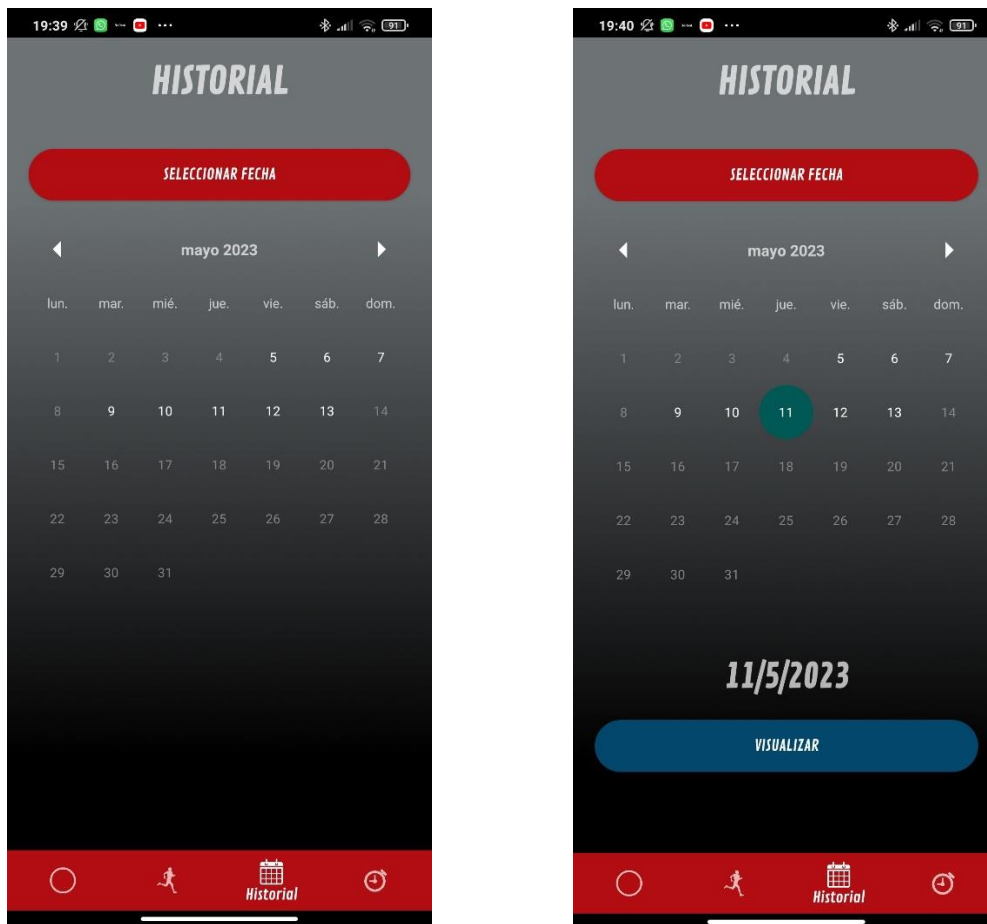 19:39
91
HISTORIAL
SELECCIONAR FECHA
mayo 2023
lun. mar. mié. jue. vie. sáb. dom.
1 2 3 4 5 6 7
8 9 10 11 12 13 14
15 16 17 18 19 20 21
22 23 24 25 26 27 28
29 30 31
Historial
19:40
91
HISTORIAL
SELECCIONAR FECHA
mayo 2023
lun. mar. mié. jue. vie. sáb. dom.
1 2 3 4 5 6 7
8 9 10 11 12 13 14
15 16 17 18 19 20 21
22 23 24 25 26 27 28
29 30 31
11/5/2023
VISUALIZAR
Historial